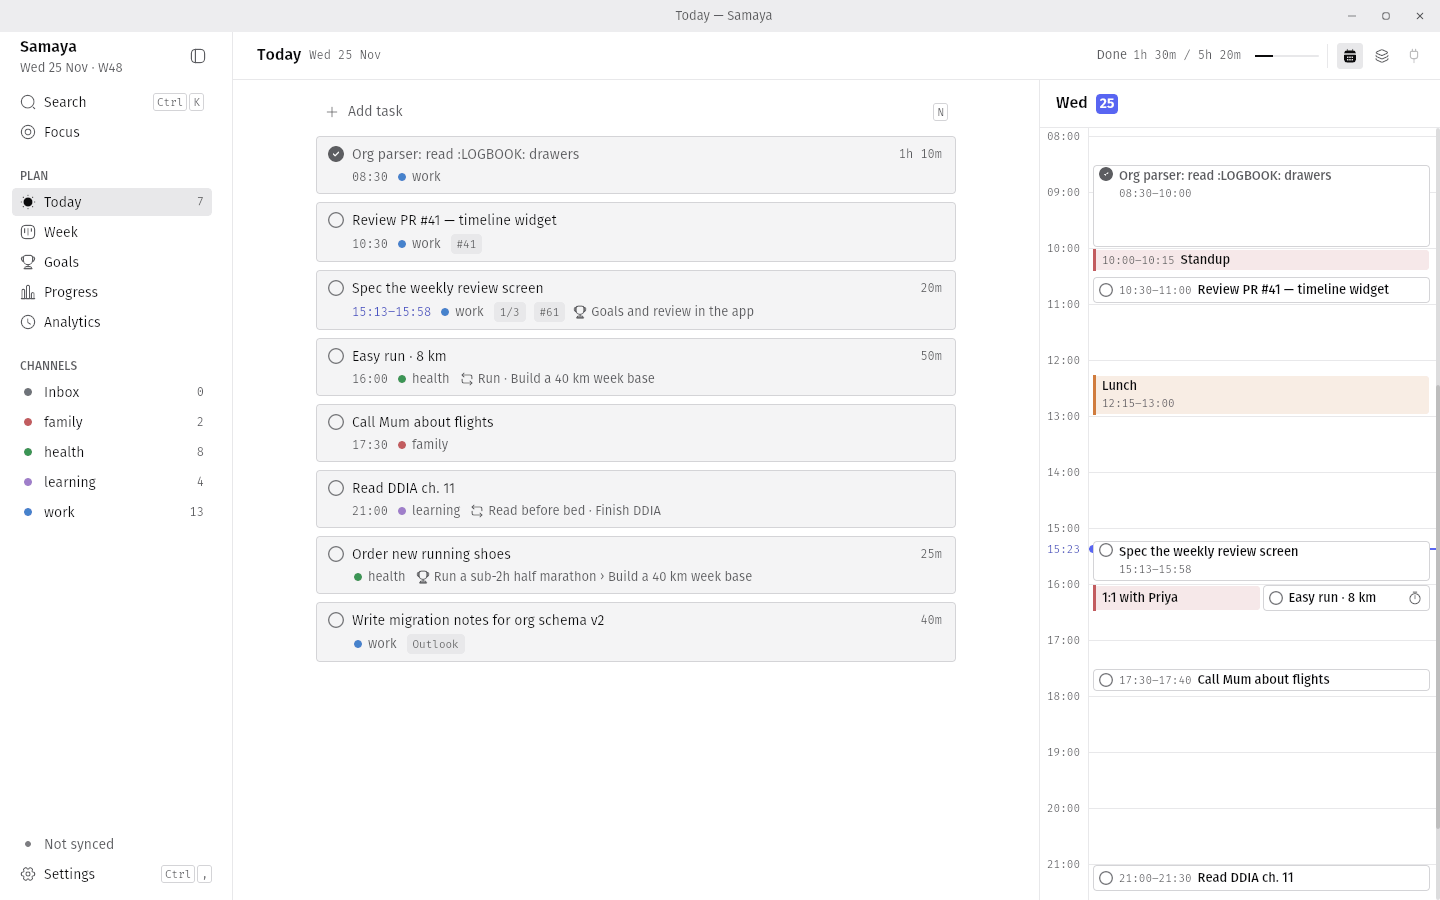 Today — Samaya
Samaya
Wed 25 Nov · W48
Search Ctrl K
Focus
PLAN
Today 7
Week
Goals
Progress
Analytics
CHANNELS
Inbox 0
family 2
health 8
learning 4
work 13
Not synced
Settings Ctrl ,
Today Wed 25 Nov
Done 1h 30m / 5h 20m
Add task N
Org parser: read :LOGBOOK: drawers 1h 10m
08:30 work
Review PR #41 — timeline widget
10:30 work #41
Spec the weekly review screen 20m
15:13–15:58 work 1/3 #61 Goals and review in the app
Easy run · 8 km 50m
16:00 health Run · Build a 40 km week base
Call Mum about flights
17:30 family
Read DDIA ch. 11
21:00 learning Read before bed · Finish DDIA
Order new running shoes 25m
health Run a sub-2h half marathon › Build a 40 km week base
Write migration notes for org schema v2 40m
work Outlook
Wed 25
08:00
Org parser: read :LOGBOOK: drawers
09:00 08:30–10:00
10:00
10:00–10:15 Standup
10:30–11:00 Review PR #41 — timeline widget
11:00
12:00
Lunch
12:15–13:00
13:00
14:00
15:00
15:23 Spec the weekly review screen
15:13–15:58
16:00
1:1 with Priya Easy run · 8 km
17:00
17:30–17:40 Call Mum about flights
18:00
19:00
20:00
21:00
21:00–21:30 Read DDIA ch. 11